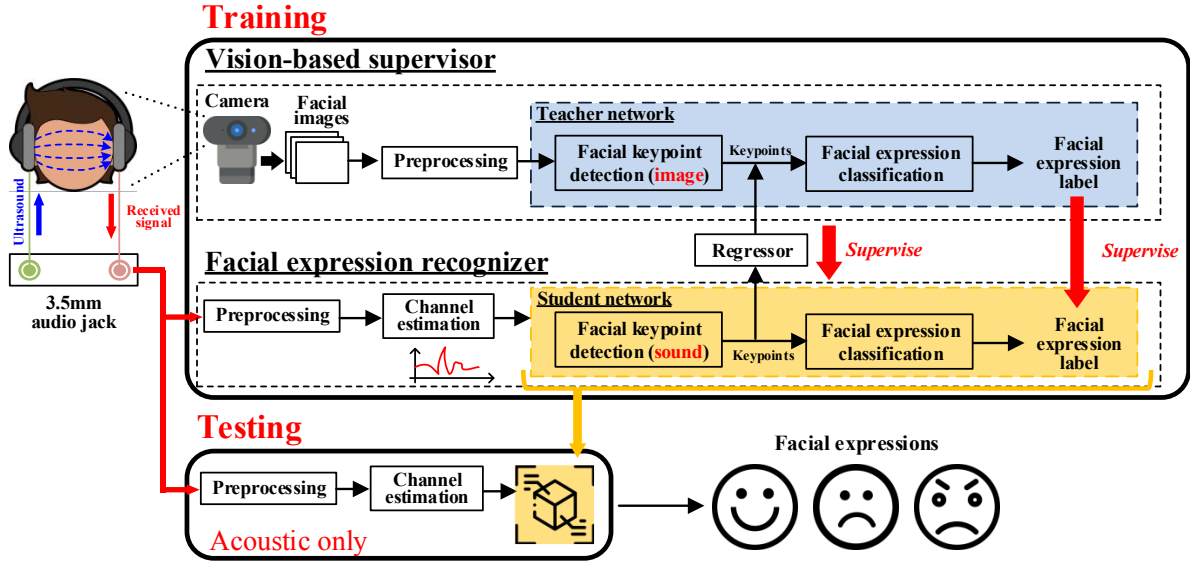 Training
Vision-based supervisor
Camera
Facial
images
Preprocessing
Teacher network
Facial keypoint
detection (image)
Keypoints
Facial expression
classification
Facial
expression
label
Ultrasound
Received
signal
3.5mm
audio jack
Regressor
Supervise
Supervise
Facial expression recognizer
Preprocessing
Channel
estimation
Student network
Facial keypoint
detection (sound)
Keypoints
Facial expression
classification
Facial
expression
label
Testing
Preprocessing
Channel
estimation
Acoustic only
Facial expressions